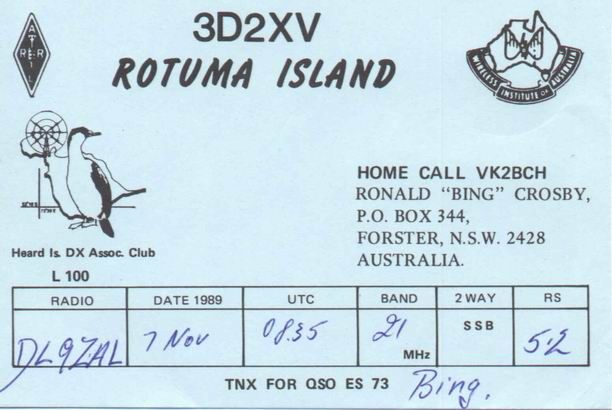 3D2XV
ROTUMA ISLAND
ARRL
WIRELESS INSTITUTE OF AUSTRALIA
HOME CALL VK2BCH
RONALD "BING" CROSBY,
P.O. BOX 344,
FORSTER, N.S.W. 2428
AUSTRALIA.
Heard Is. DX Assoc. Club
L 100
RADIO DATE 1989 UTC BAND 2 WAY RS
DL9ZAL 7 Nov 0835 21 MHz SSB 52
TNX FOR QSO ES 73 Bing.